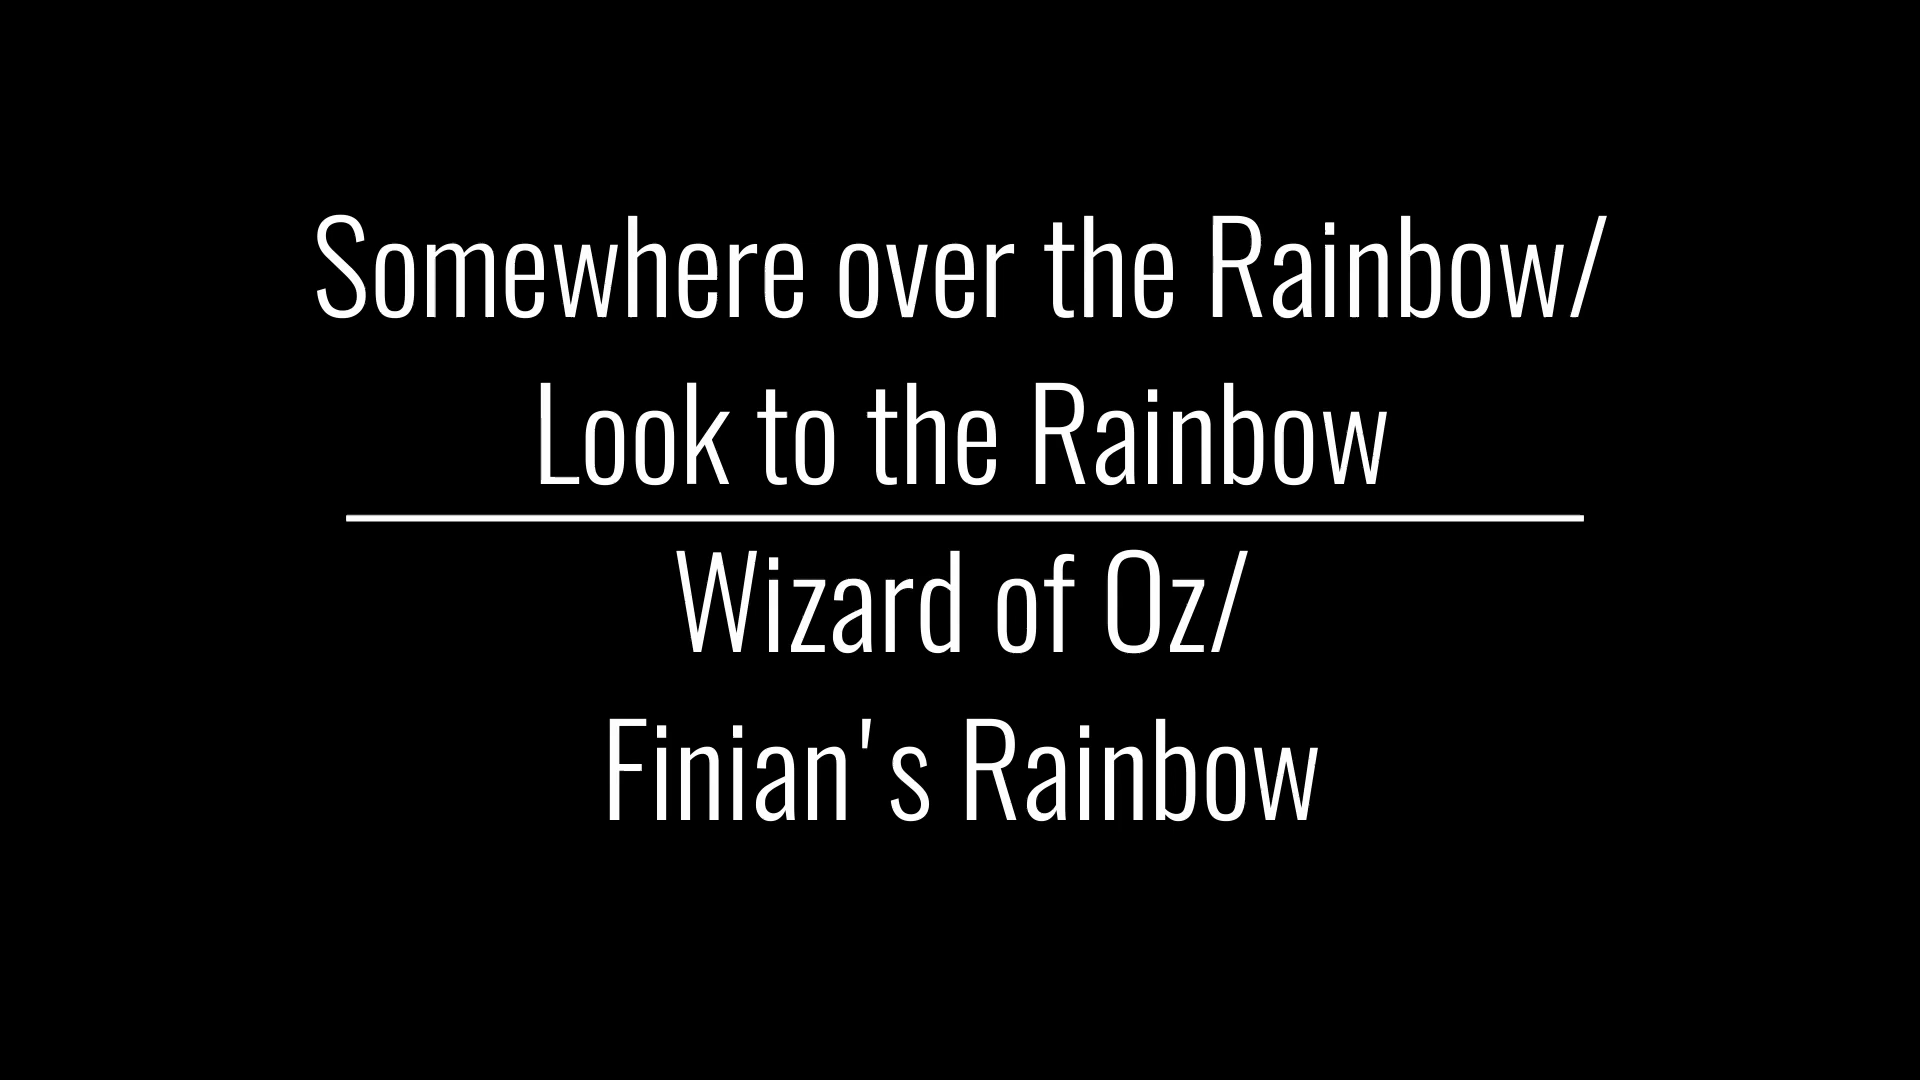 Somewhere over the Rainbow/
Look to the Rainbow
Wizard of Oz/
Finian's Rainbow